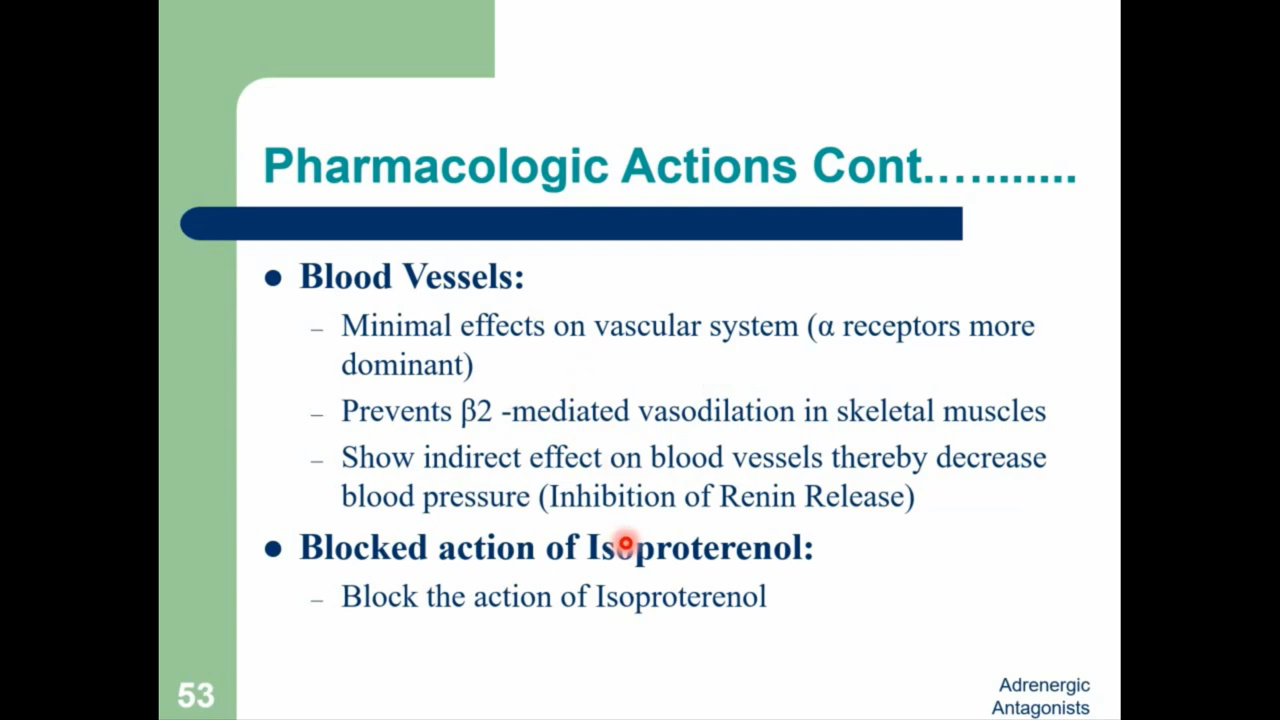 Pharmacologic Actions Cont…..…......
Blood Vessels:
– Minimal effects on vascular system (α receptors more
dominant)
– Prevents β2 -mediated vasodilation in skeletal muscles
– Show indirect effect on blood vessels thereby decrease
blood pressure (Inhibition of Renin Release)
Blocked action of Isoproterenol:
– Block the action of Isoproterenol
53
Adrenergic
Antagonists